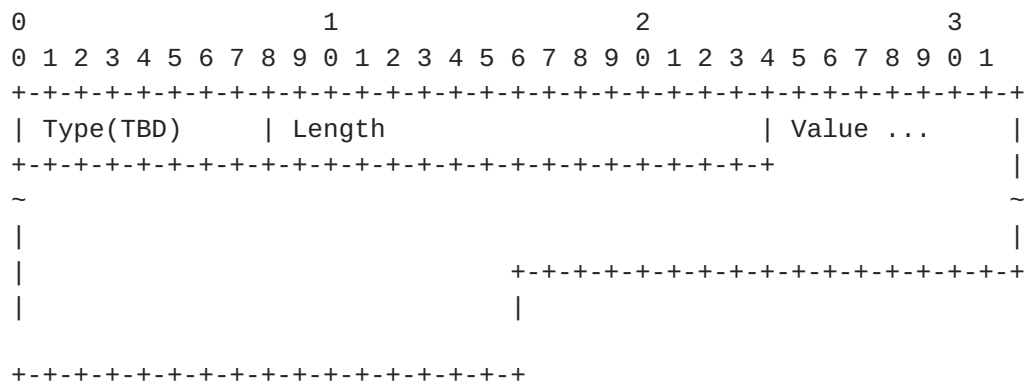 0                   1                   2                   3
0 1 2 3 4 5 6 7 8 9 0 1 2 3 4 5 6 7 8 9 0 1 2 3 4 5 6 7 8 9 0 1
+-+-+-+-+-+-+-+-+-+-+-+-+-+-+-+-+-+-+-+-+-+-+-+-+-+-+-+-+-+-+-+-+
| Type(TBD)     | Length                        | Value ...     |
+-+-+-+-+-+-+-+-+-+-+-+-+-+-+-+-+-+-+-+-+-+-+-+-+               |
~                                                               ~
|                                                               |
|                               +-+-+-+-+-+-+-+-+-+-+-+-+-+-+-+-+
|                               |
+-+-+-+-+-+-+-+-+-+-+-+-+-+-+-+-+